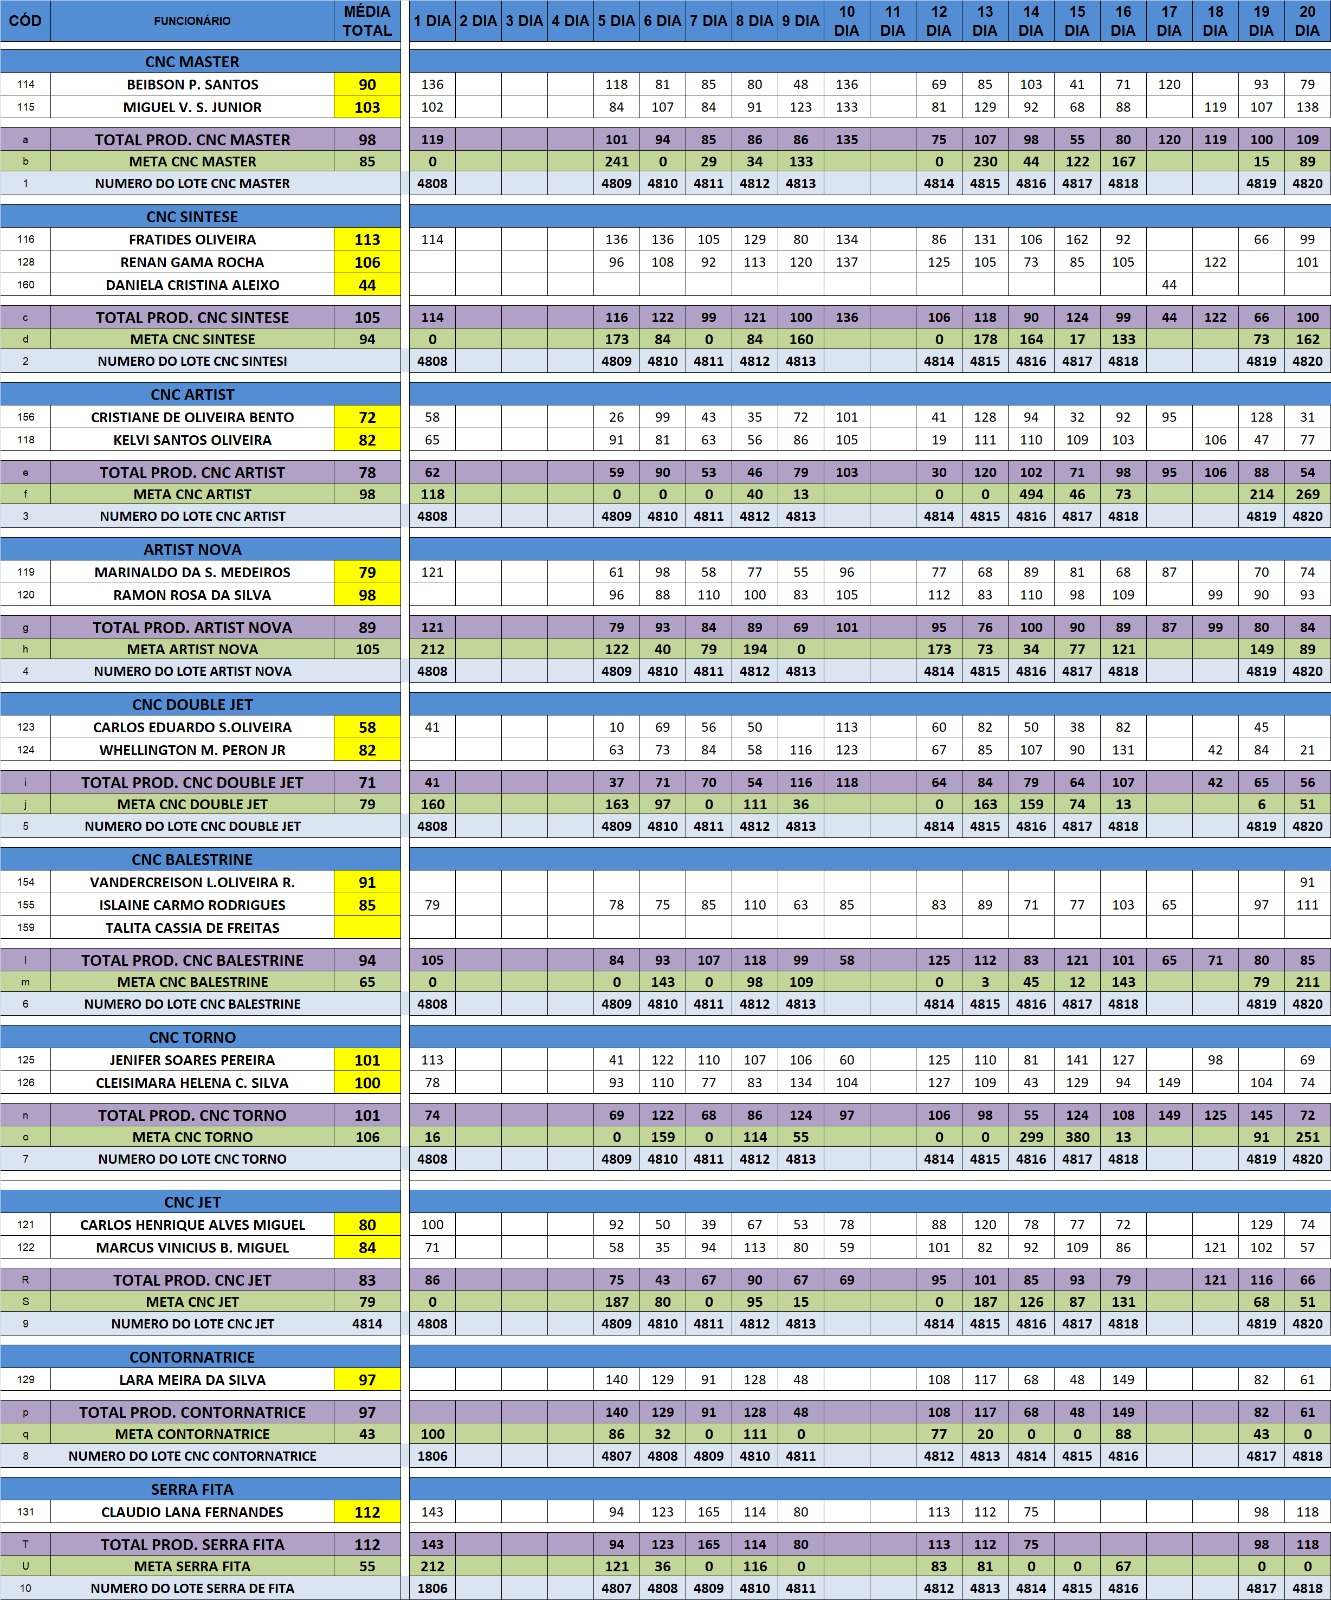 CÓD FUNCIONÁRIO MÉDIA TOTAL 1 DIA 2 DIA 3 DIA 4 DIA 5 DIA 6 DIA 7 DIA 8 DIA 9 DIA 10 DIA 11 DIA 12 DIA 13 DIA 14 DIA 15 DIA 16 DIA 17 DIA 18 DIA 19 DIA 20 DIA
CNC MASTER
114 BEIBSON P. SANTOS 90 136 118 81 85 80 48 136 69 85 103 41 71 120 93 79
115 MIGUEL V. S. JUNIOR 103 102 84 107 84 91 123 133 81 129 92 68 88 119 107 138
a TOTAL PROD. CNC MASTER 98 119 101 94 85 86 86 135 75 107 98 55 80 120 119 100 109
b META CNC MASTER 85 0 241 0 29 34 133 0 230 44 122 167 15 89
1 NUMERO DO LOTE CNC MASTER 4808 4809 4810 4811 4812 4813 4814 4815 4816 4817 4818 4819 4820
CNC SINTESE
116 FRATIDES OLIVEIRA 113 114 136 136 105 129 80 134 86 131 106 162 92 66 99
128 RENAN GAMA ROCHA 106 96 108 92 113 120 137 125 105 73 85 105 122 101
160 DANIELA CRISTINA ALEIXO 44 44
c TOTAL PROD. CNC SINTESE 105 114 116 122 99 121 100 136 106 118 90 124 99 44 122 66 100
d META CNC SINTESE 94 0 173 84 0 84 160 0 178 164 17 133 73 162
2 NUMERO DO LOTE CNC SINTESI 4808 4809 4810 4811 4812 4813 4814 4815 4816 4817 4818 4819 4820
CNC ARTIST
156 CRISTIANE DE OLIVEIRA BENTO 72 58 26 99 43 35 72 101 41 128 94 32 92 95 128 31
118 KELVI SANTOS OLIVEIRA 82 65 91 81 63 56 86 105 19 111 110 109 103 106 47 77
e TOTAL PROD. CNC ARTIST 78 62 59 90 53 46 79 103 30 120 102 71 98 95 106 88 54
f META CNC ARTIST 98 118 0 0 0 40 13 0 0 494 46 73 214 269
3 NUMERO DO LOTE CNC ARTIST 4808 4809 4810 4811 4812 4813 4814 4815 4816 4817 4818 4819 4820
ARTIST NOVA
119 MARINALDO DA S. MEDEIROS 79 121 61 98 58 77 55 96 77 68 89 81 68 87 70 74
120 RAMON ROSA DA SILVA 98 96 88 110 100 83 105 112 83 110 98 109 99 90 93
g TOTAL PROD. ARTIST NOVA 89 121 79 93 84 89 69 101 95 76 100 90 89 87 99 80 84
h META ARTIST NOVA 105 212 122 40 79 194 0 173 73 34 77 121 149 89
4 NUMERO DO LOTE ARTIST NOVA 4808 4809 4810 4811 4812 4813 4814 4815 4816 4817 4818 4819 4820
CNC DOUBLE JET
123 CARLOS EDUARDO S.OLIVEIRA 58 41 10 69 56 50 113 60 82 50 38 82 45
124 WHELLINGTON M. PERON JR 82 63 73 84 58 116 123 67 85 107 90 131 42 84 21
i TOTAL PROD. CNC DOUBLE JET 71 41 37 71 70 54 116 118 64 84 79 64 107 42 65 56
j META CNC DOUBLE JET 79 160 163 97 0 111 36 0 163 159 74 13 6 51
5 NUMERO DO LOTE CNC DOUBLE JET 4808 4809 4810 4811 4812 4813 4814 4815 4816 4817 4818 4819 4820
CNC BALESTRINE
154 VANDERCREISON L.OLIVEIRA R. 91 91
155 ISLAINE CARMO RODRIGUES 85 79 78 75 85 110 63 85 83 89 71 77 103 65 97 111
159 TALITA CASSIA DE FREITAS
l TOTAL PROD. CNC BALESTRINE 94 105 84 93 107 118 99 58 125 112 83 121 101 65 71 80 85
m META CNC BALESTRINE 65 0 0 143 0 98 109 0 3 45 12 143 79 211
6 NUMERO DO LOTE CNC BALESTRINE 4808 4809 4810 4811 4812 4813 4814 4815 4816 4817 4818 4819 4820
CNC TORNO
125 JENIFER SOARES PEREIRA 101 113 41 122 110 107 106 60 125 110 81 141 127 98 69
126 CLEISIMARA HELENA C. SILVA 100 78 93 110 77 83 134 104 127 109 43 129 94 149 104 74
n TOTAL PROD. CNC TORNO 101 74 69 122 68 86 124 97 106 98 55 124 108 149 125 145 72
o META CNC TORNO 106 16 0 159 0 114 55 0 0 299 380 13 91 251
7 NUMERO DO LOTE CNC TORNO 4808 4809 4810 4811 4812 4813 4814 4815 4816 4817 4818 4819 4820
CNC JET
121 CARLOS HENRIQUE ALVES MIGUEL 80 100 92 50 39 67 53 78 88 120 78 77 72 129 74
122 MARCUS VINICIUS B. MIGUEL 84 71 58 35 94 113 80 59 101 82 92 109 86 121 102 57
R TOTAL PROD. CNC JET 83 86 75 43 67 90 67 69 95 101 85 93 79 121 116 66
S META CNC JET 79 0 187 80 0 95 15 0 187 126 87 131 68 51
9 NUMERO DO LOTE CNC JET 4814 4808 4809 4810 4811 4812 4813 4814 4815 4816 4817 4818 4819 4820
CONTORNATRICE
129 LARA MEIRA DA SILVA 97 140 129 91 128 48 108 117 68 48 149 82 61
p TOTAL PROD. CONTORNATRICE 97 140 129 91 128 48 108 117 68 48 149 82 61
q META CONTORNATRICE 43 100 86 32 0 111 0 77 20 0 0 88 43 0
8 NUMERO DO LOTE CNC CONTORNATRICE 1806 4807 4808 4809 4810 4811 4812 4813 4814 4815 4816 4817 4818
SERRA FITA
131 CLAUDIO LANA FERNANDES 112 143 94 123 165 114 80 113 112 75 98 118
T TOTAL PROD. SERRA FITA 112 143 94 123 165 114 80 113 112 75 98 118
U META SERRA FITA 55 212 121 36 0 116 0 83 81 0 0 67 0 0
10 NUMERO DO LOTE SERRA DE FITA 1806 4807 4808 4809 4810 4811 4812 4813 4814 4815 4816 4817 4818